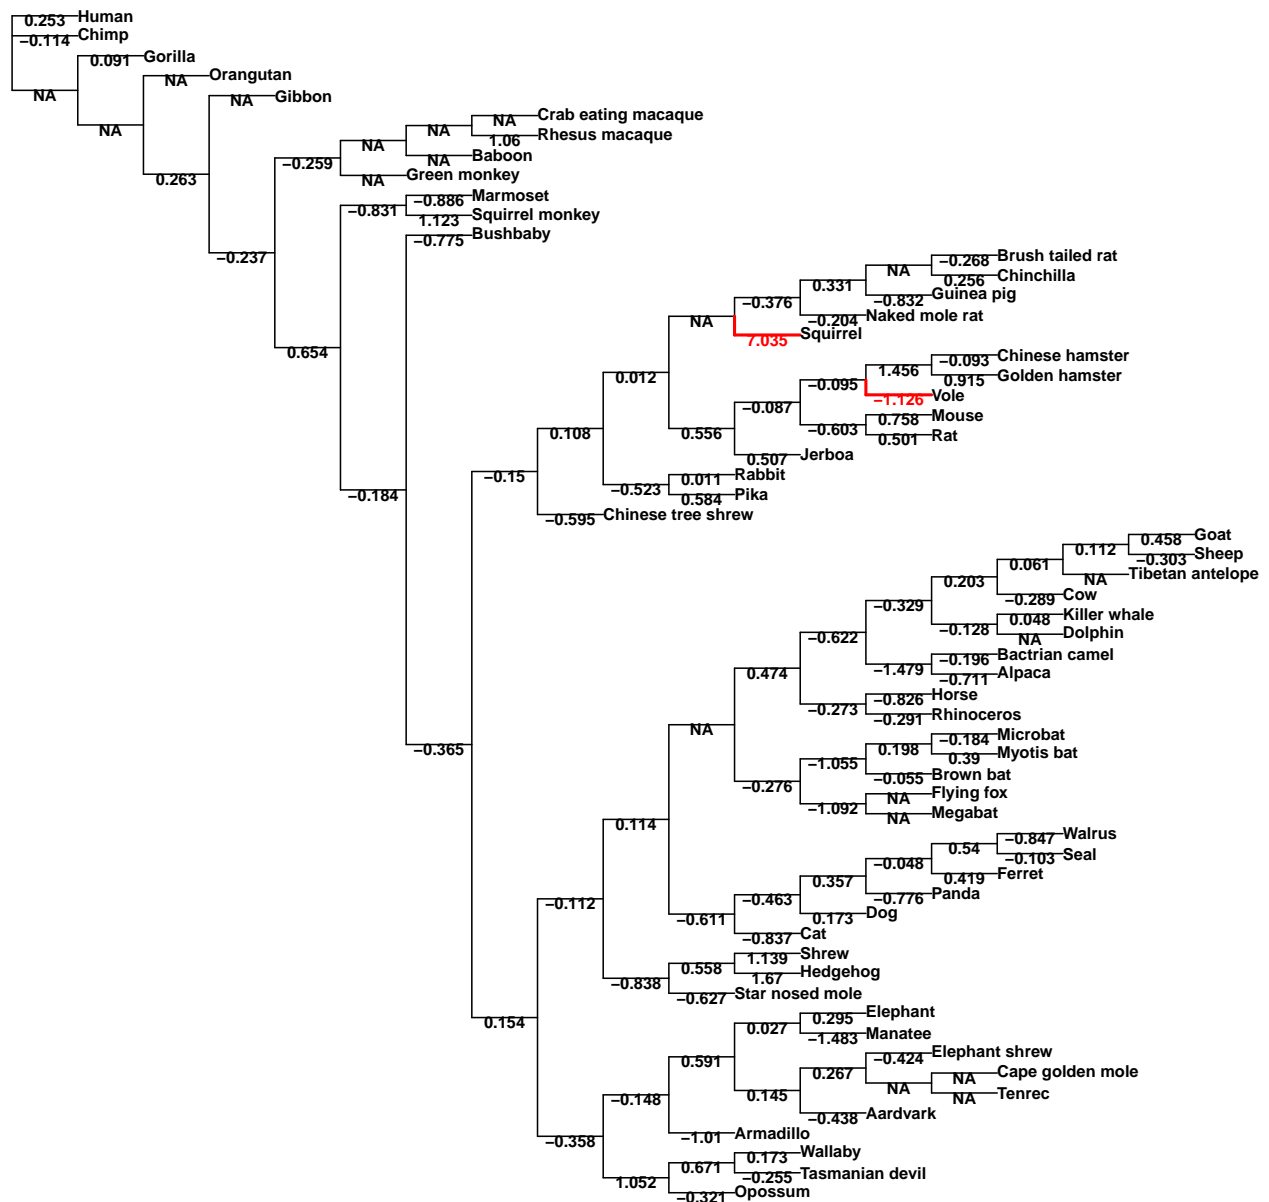 Human
0.253
Chimp
−0.114
Gorilla
0.091
Orangutan
NA
NA
Gibbon
NA
Crab eating macaque
NA
NA
NA
Rhesus macaque
1.06
NA
Baboon
NA
−0.259
Green monkey
NA
0.263
Marmoset
−0.886
−0.831
Squirrel monkey
1.123
Bushbaby
−0.775
−0.237
Brush tailed rat
−0.268
NA
Chinchilla
0.256
0.331
Guinea pig
−0.832
−0.376
Naked mole rat
−0.204
NA
Squirrel
7.035
0.654
Chinese hamster
−0.093
1.456
Golden hamster
0.915
−0.095
Vole
−1.126
0.012
−0.087
Mouse
0.758
−0.603
Rat
0.501
0.108
0.556
Jerboa
0.507
−0.15
Rabbit
0.011
−0.523
Pika
0.584
−0.184
Chinese tree shrew
−0.595
Goat
0.458
0.112
Sheep
−0.303
0.061
Tibetan antelope
NA
0.203
Cow
−0.289
−0.329
Killer whale
0.048
−0.128
Dolphin
NA
−0.622
Bactrian camel
−0.196
−1.479
Alpaca
−0.711
0.474
Horse
−0.826
−0.273
Rhinoceros
−0.291
NA
Microbat
−0.184
0.198
Myotis bat
0.39
−0.365
−1.055
Brown bat
−0.055
−0.276
Flying fox
NA
−1.092
Megabat
NA
0.114
Walrus
−0.847
0.54
Seal
−0.103
−0.048
Ferret
0.419
0.357
Panda
−0.776
−0.463
Dog
0.173
−0.112
−0.611
Cat
−0.837
Shrew
1.139
0.558
Hedgehog
1.67
−0.838
Star nosed mole
−0.627
0.154
Elephant
0.295
0.027
Manatee
−1.483
Elephant shrew
−0.424
0.591
0.267
Cape golden mole
NA
NA
Tenrec
NA
−0.148
0.145
Aardvark
−0.438
−0.358
Armadillo
−1.01
Wallaby
0.173
0.671
Tasmanian devil
−0.255
1.052
Opossum
−0.321